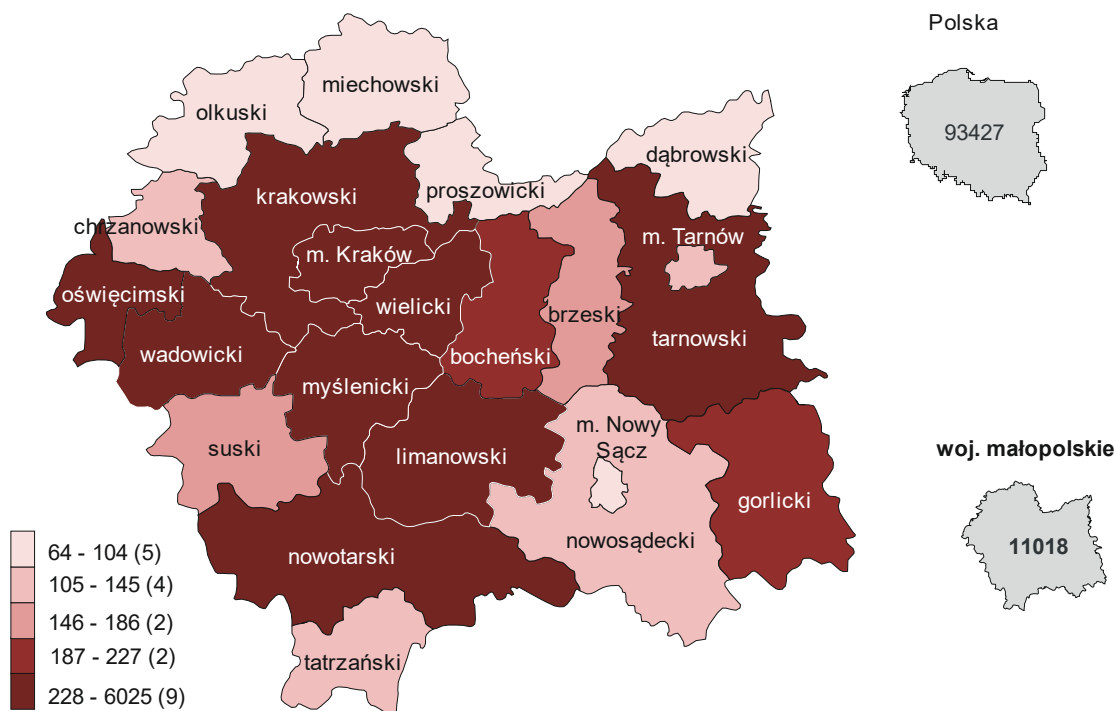 Polska
miechowski
olkuski
93427
dąbrowski
proszowicki
krakowski
chrzanowski
m. Tarnów
m. Kraków
oświęcimski
wielicki
brzeski
tarnowski
wadowicki
bocheński
myślenicki
m. Nowy
Sącz
suski
limanowski
woj. małopolskie
gorlicki
nowosądecki
11018
nowotarski
tatrzański
64 - 104 (5)
105 - 145 (4)
146 - 186 (2)
187 - 227 (2)
228 - 6025 (9)